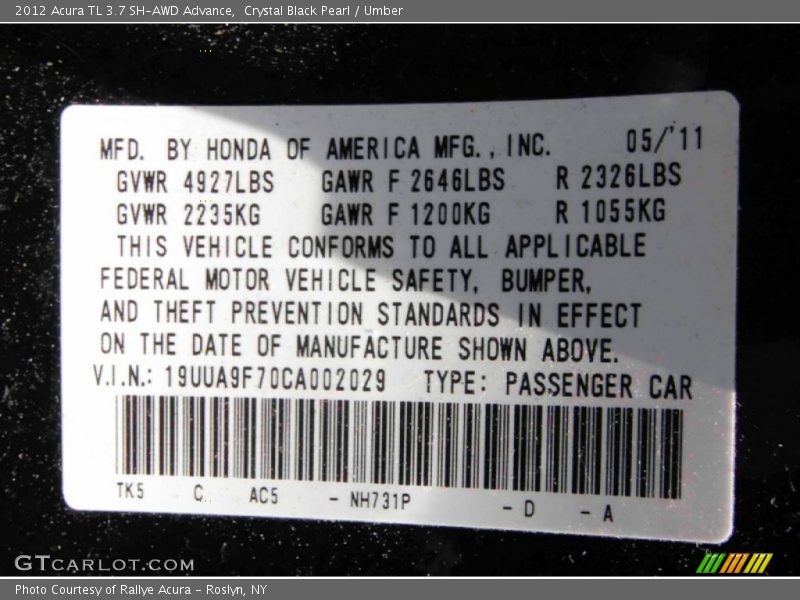 2012 Acura TL 3.7 SH-AWD Advance,  Crystal Black Pearl / Umber
MFD. BY HONDA OF AMERICA MFG., INC. 05/'11
GVWR 4927LBS GAWR F 2646LBS R 2326LBS
GVWR 2235KG GAWR F 1200KG R 1055KG
THIS VEHICLE CONFORMS TO ALL APPLICABLE
FEDERAL MOTOR VEHICLE SAFETY, BUMPER,
AND THEFT PREVENTION STANDARDS IN EFFECT
ON THE DATE OF MANUFACTURE SHOWN ABOVE.
V.I.N.: 19UUA9F70CA002029 TYPE: PASSENGER CAR
TK5 C AC5 - NH731P - D - A
GTCARLOT.COM
Photo Courtesy of Rallye Acura - Roslyn, NY